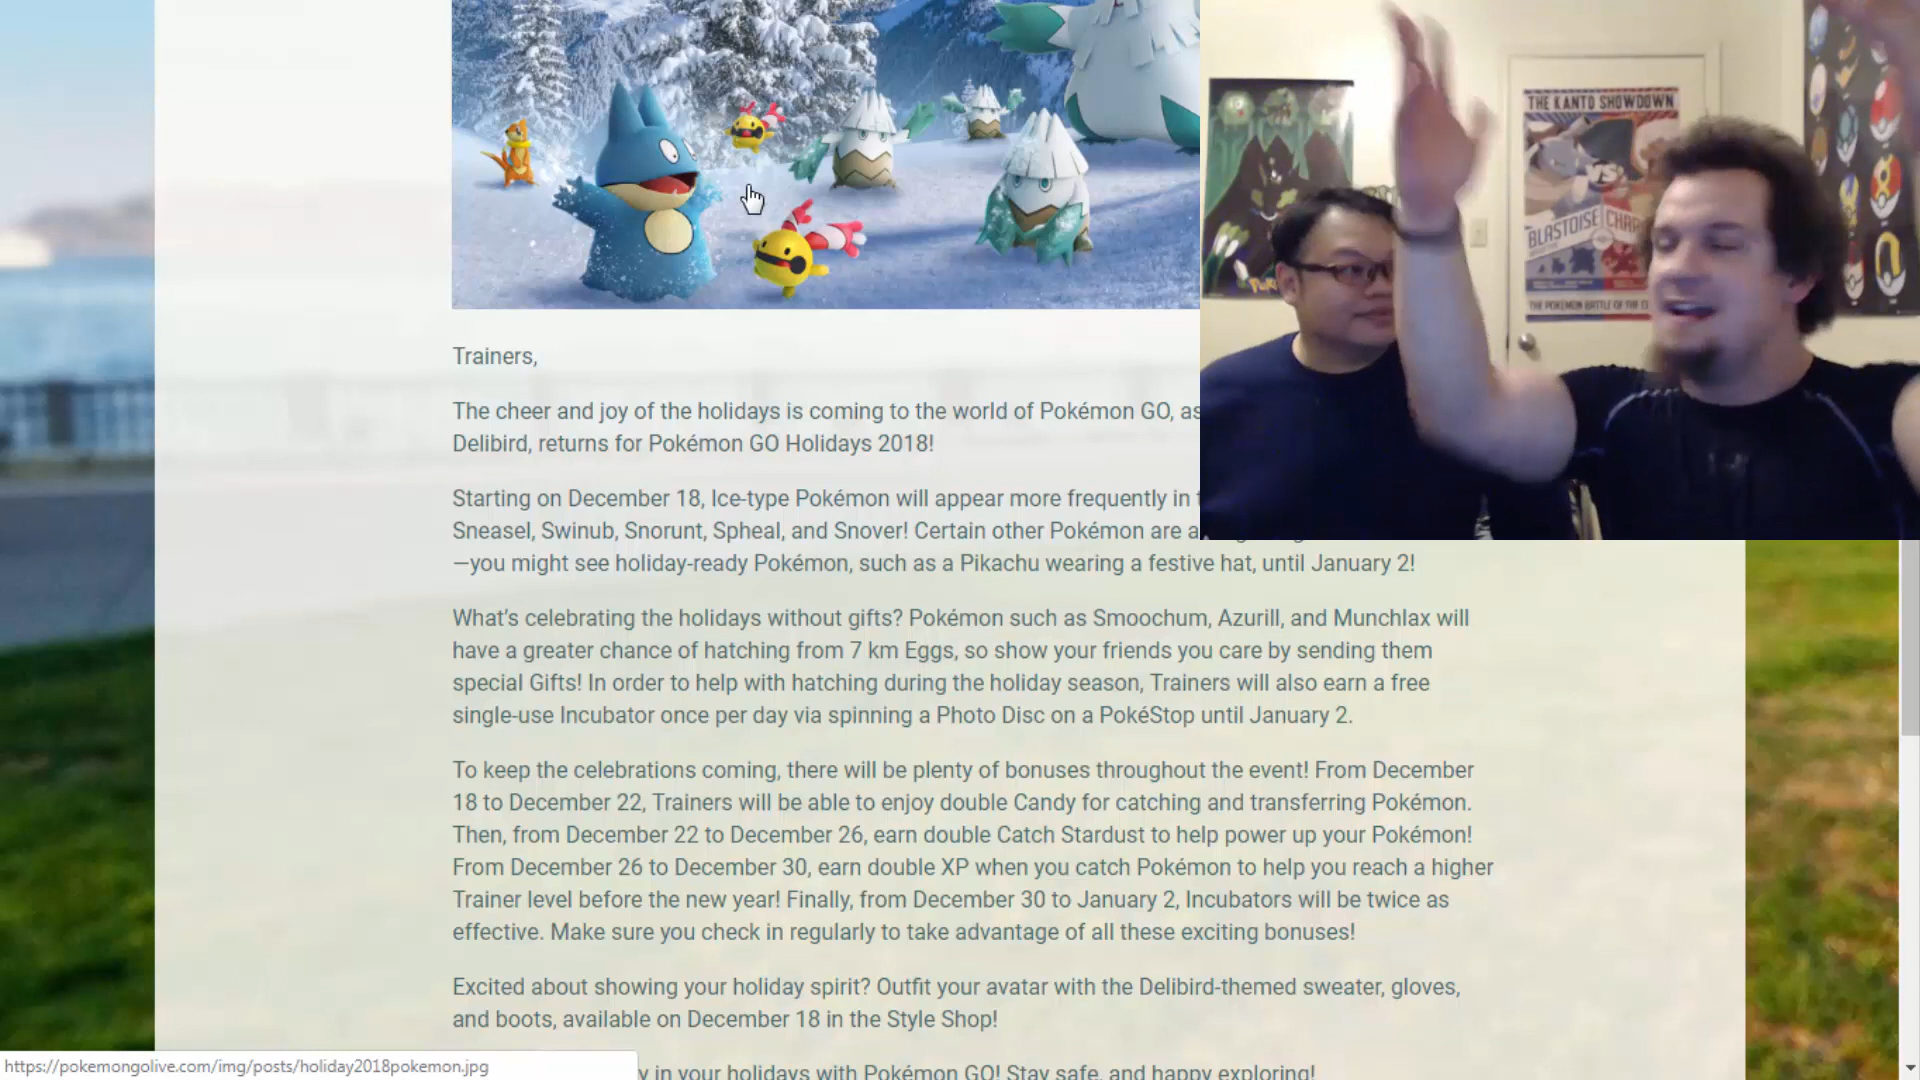 THE KANTO SHOWDOWN
VS
BLASTOISE
THE POKEMON BATTLE OF THE
Trainers,
The cheer and joy of the holidays is coming to the world of Pokémon GO, as
Delibird, returns for Pokémon GO Holidays 2018!
Starting on December 18, Ice-type Pokémon will appear more frequently in
Sneasel, Swinub, Snorunt, Spheal, and Snover! Certain other Pokémon are
—you might see holiday-ready Pokémon, such as a Pikachu wearing a festive hat, until January 2!
What's celebrating the holidays without gifts? Pokémon such as Smoochum, Azurill, and Munchlax will
have a greater chance of hatching from 7 km Eggs, so show your friends you care by sending them
special Gifts! In order to help with hatching during the holiday season, Trainers will also earn a free
single-use Incubator once per day via spinning a Photo Disc on a PokéStop until January 2.
To keep the celebrations coming, there will be plenty of bonuses throughout the event! From December
18 to December 22, Trainers will be able to enjoy double Candy for catching and transferring Pokémon.
Then, from December 22 to December 26, earn double Catch Stardust to help power up your Pokémon!
From December 26 to December 30, earn double XP when you catch Pokémon to help you reach a higher
Trainer level before the new year! Finally, from December 30 to January 2, Incubators will be twice as
effective. Make sure you check in regularly to take advantage of all these exciting bonuses!
Excited about showing your holiday spirit? Outfit your avatar with the Delibird-themed sweater, gloves,
and boots, available on December 18 in the Style Shop!
https://pokemongolive.com/img/posts/holiday2018pokemon.jpg
in your holidays with Pokémon GO! Stay safe, and happy exploring!